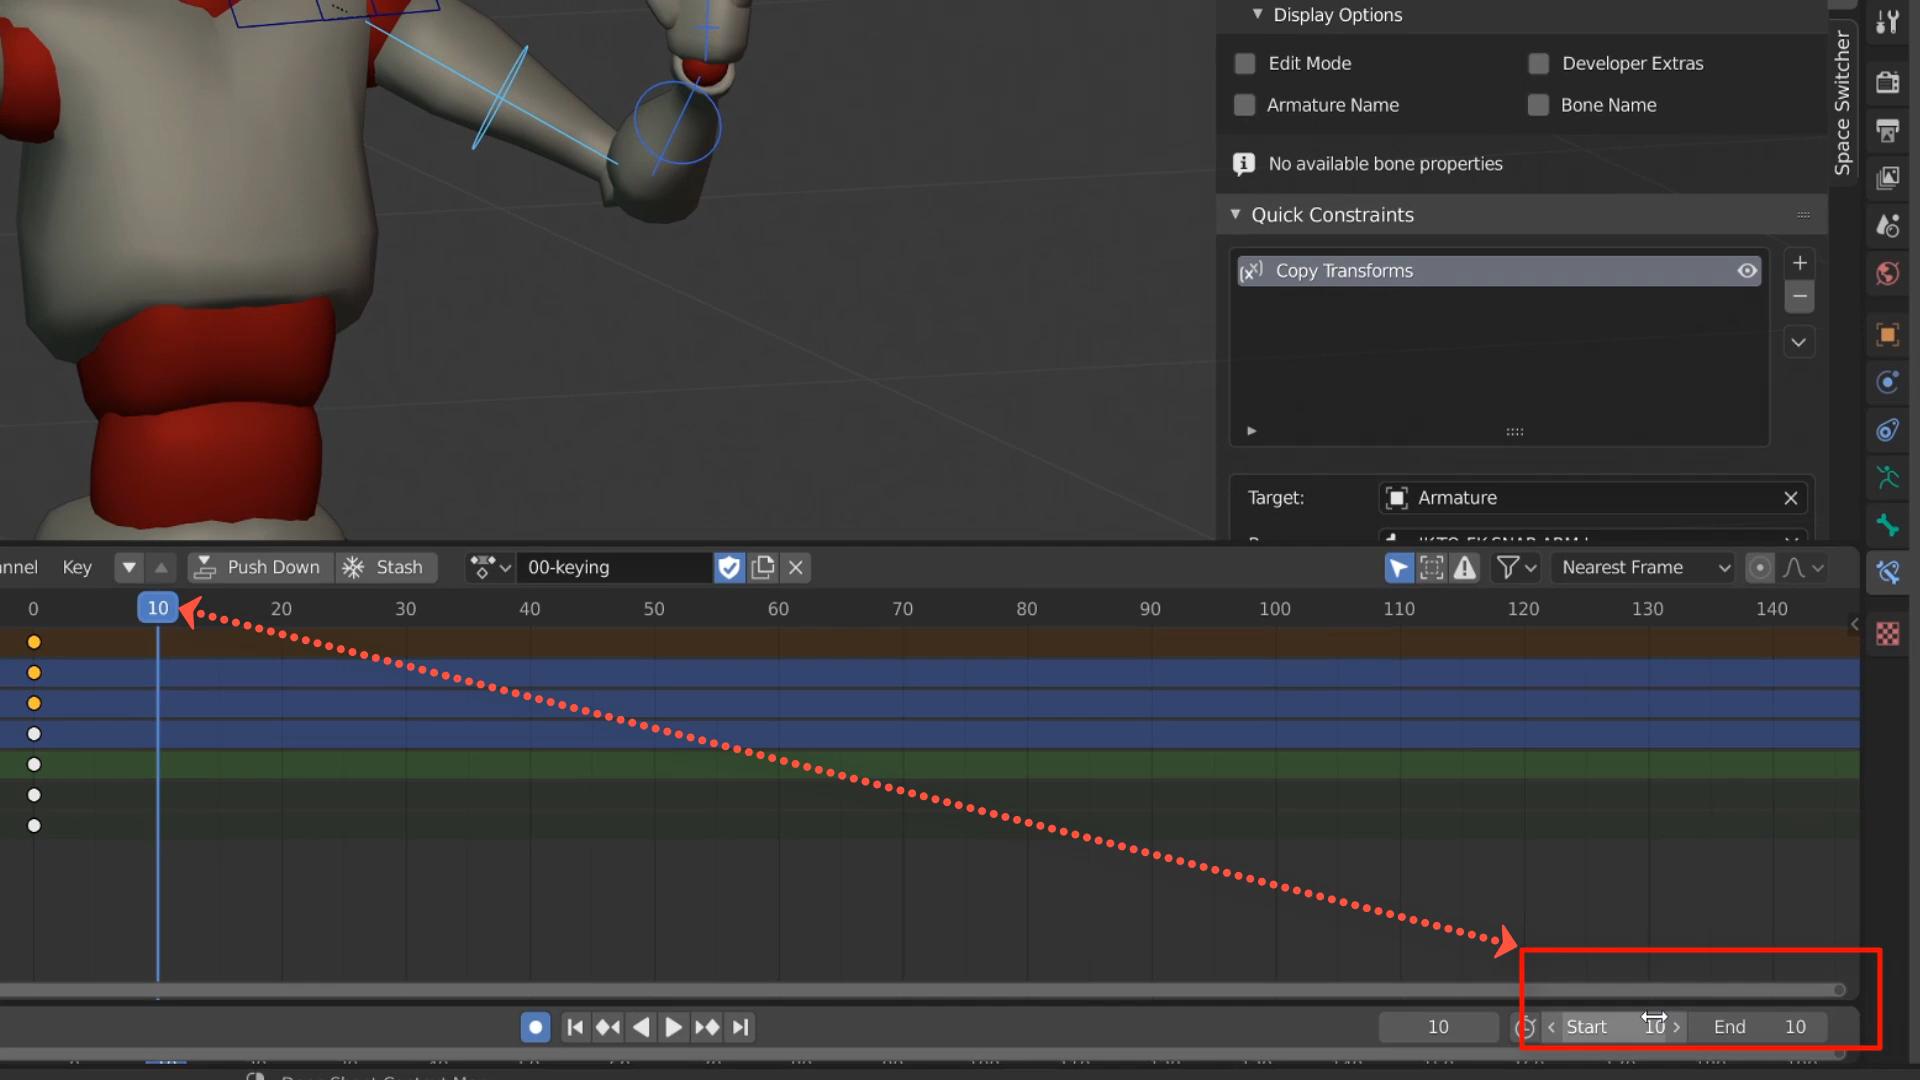 Display Options
Edit Mode
Developer Extras
Armature Name
Bone Name
No available bone properties
Space Switcher
Quick Constraints
Copy Transforms
Target:
Armature
Key
Push Down
Stash
00-keying
Nearest Frame
0 10 20 30 40 50 60 70 80 90 100 110 120 130 140
10
Start 10
End 10